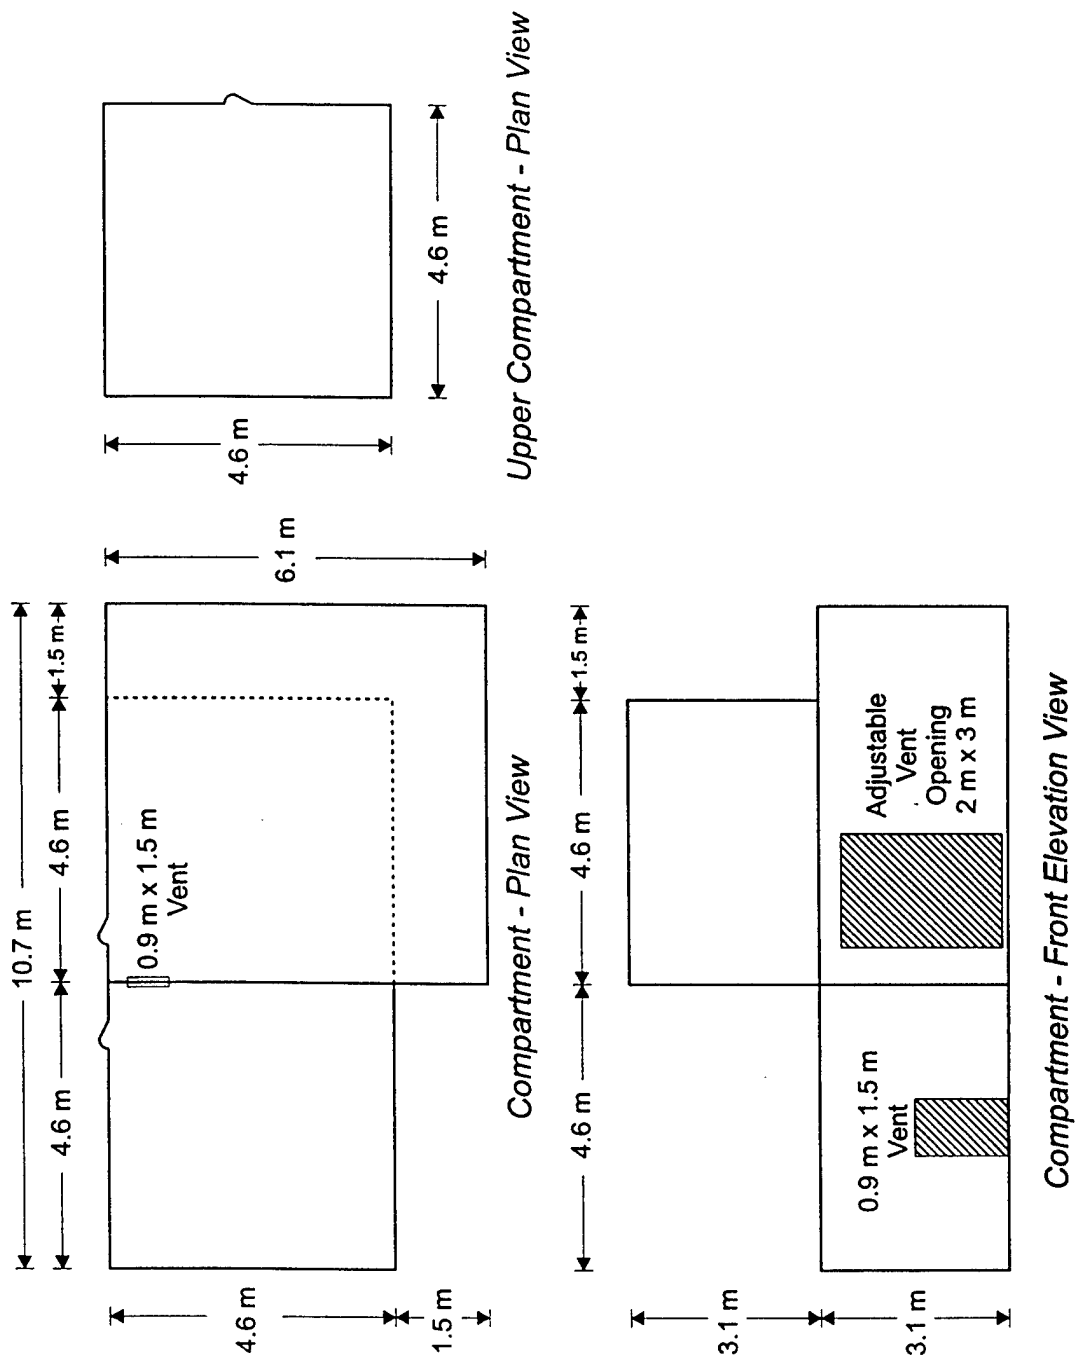 10.7 m
4.6 m
4.6 m
1.5 m
4.6 m
1.5 m
0.9 m x 1.5 m
Vent
6.1 m
Compartment - Plan View
4.6 m
4.6 m
Upper Compartment - Plan View
4.6 m
4.6 m
1.5 m
3.1 m
3.1 m
0.9 m x 1.5 m
Vent
Adjustable
Vent
Opening
2 m x 3 m
Compartment - Front Elevation View